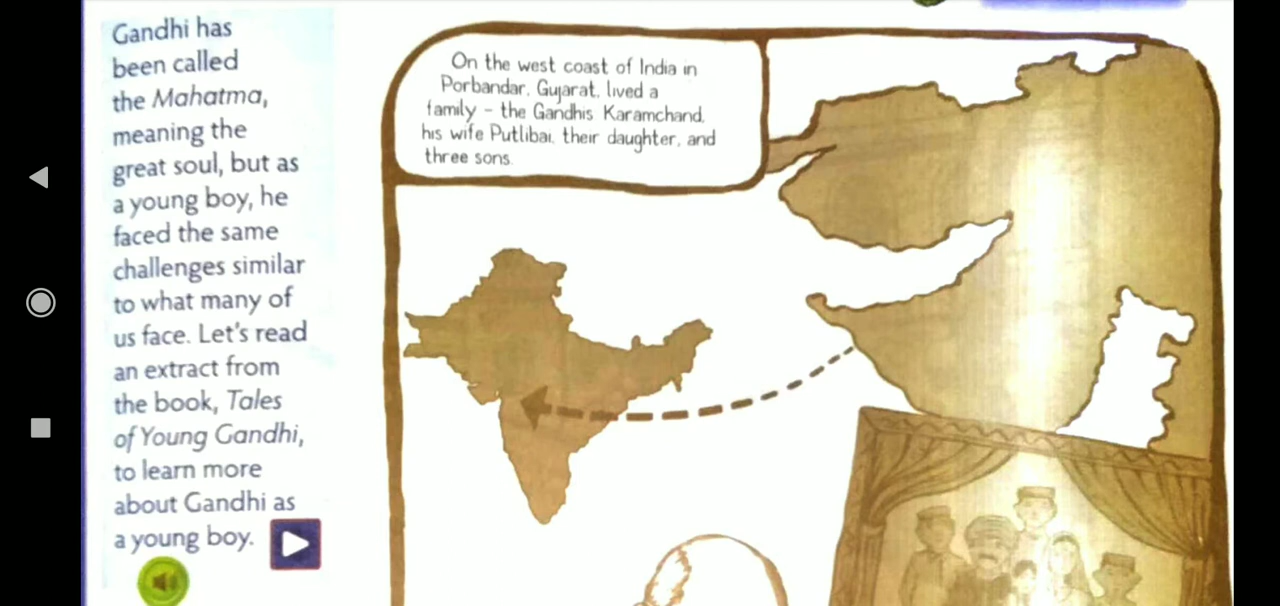 Gandhi has
been called
the Mahatma,
meaning the
great soul, but as
a young boy, he
faced the same
challenges similar
to what many of
us face. Let's read
an extract from
the book, Tales
of Young Gandhi,
to learn more
about Gandhi as
a young boy.
On the west coast of India in
Porbandar, Gujarat, lived a
family - the Gandhis Karamchand,
his wife Putlibai, their daughter, and
three sons.